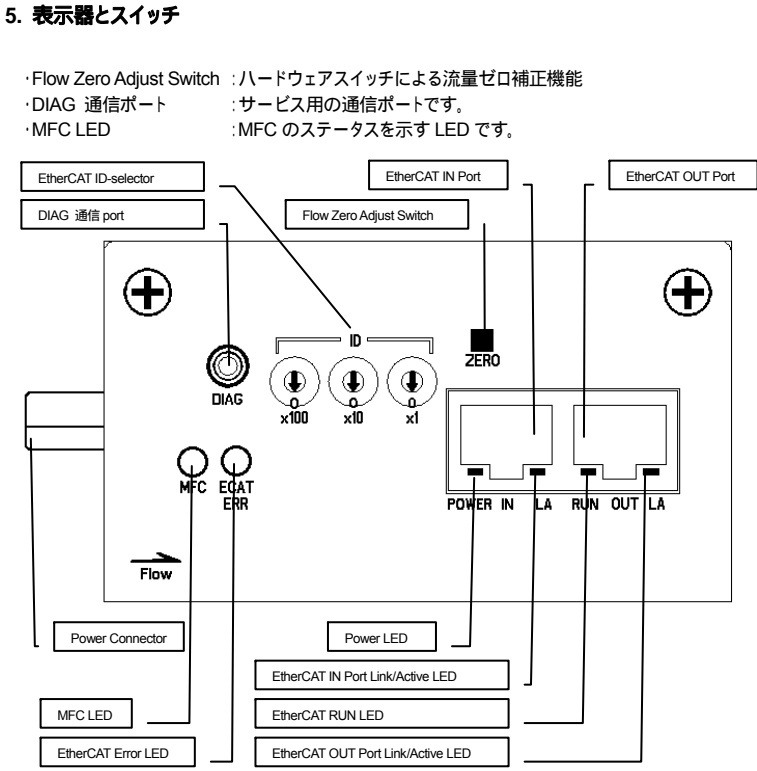 5. 表示器とスイッチ
·Flow Zero Adjust Switch :ハードウェアスイッチによる流量ゼロ補正機能
·DIAG 通信ポート :サービス用の通信ポートです。
·MFC LED :MFC のステータスを示す LED です。
EtherCAT ID-selector
EtherCAT IN Port
EtherCAT OUT Port
DIAG 通信 port
Flow Zero Adjust Switch
ID
ZERO
DIAG
0
0
0
x100
x10
x1
MFC
ECAT
ERR
POWER IN LA RUN OUT LA
Flow
Power Connector
Power LED
EtherCAT IN Port Link/Active LED
MFC LED
EtherCAT RUN LED
EtherCAT Error LED
EtherCAT OUT Port Link/Active LED